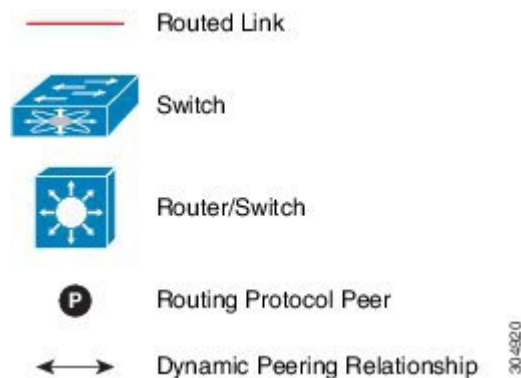 Routed Link
Switch
Router/Switch
P
Routing Protocol Peer
Dynamic Peering Relationship
304920